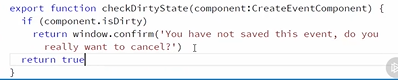 export function checkDirtyState(component:CreateEventComponent) {
if (component.isDirty)
return window.confirm('You have not saved this event, do you
really want to cancel?')
return true
}